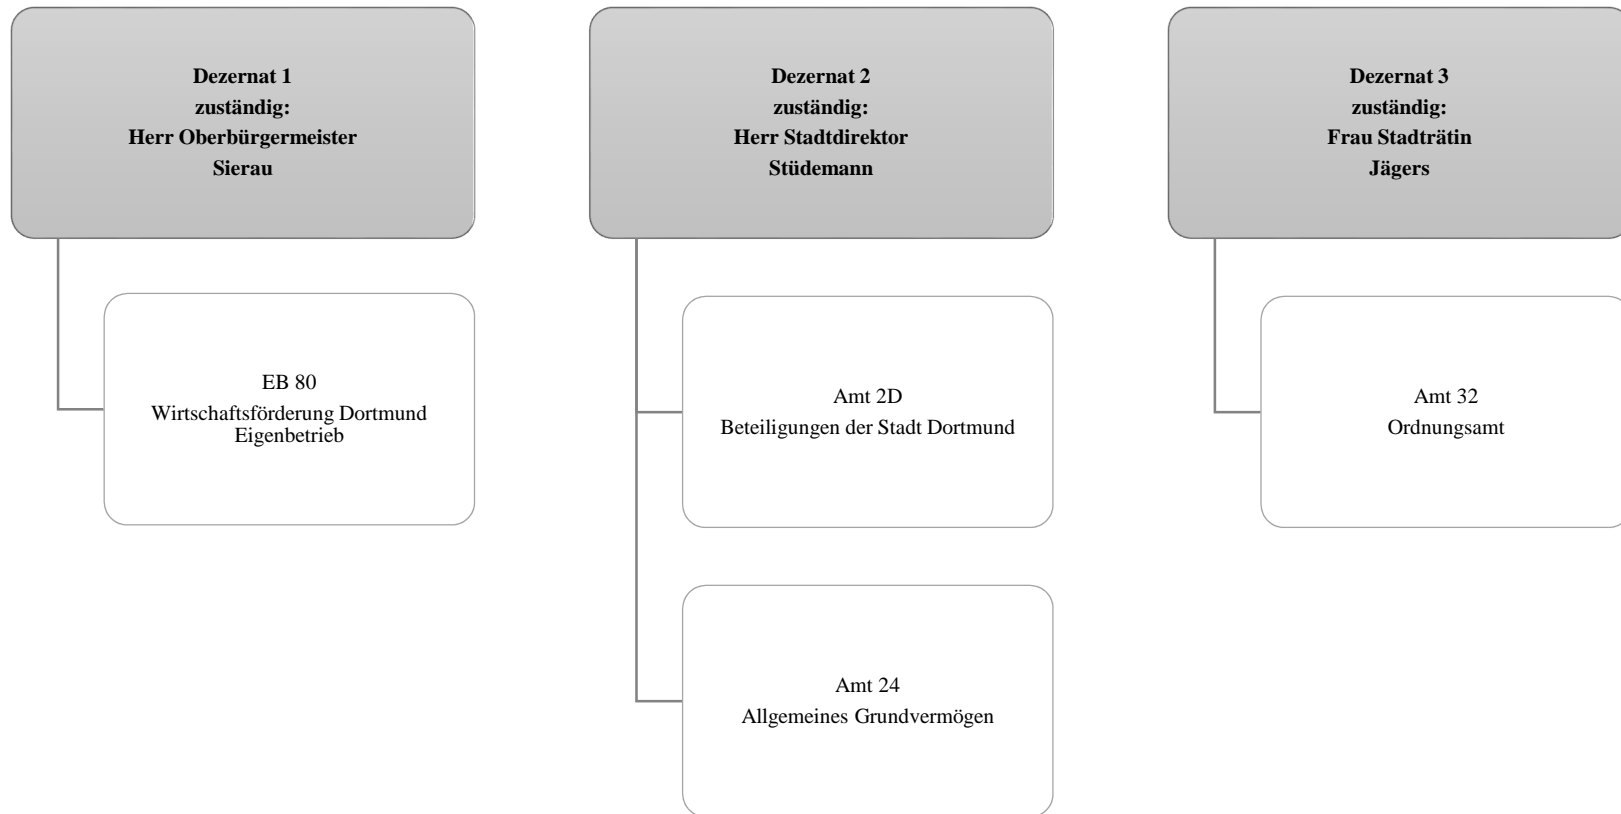 Dezernat 1
zuständig:
Herr Oberbürgermeister
Sierau
EB 80
Wirtschaftsförderung Dortmund
Eigenbetrieb
Dezernat 2
zuständig:
Herr Stadtdirektor
Stüdemann
Amt 2D
Beteiligungen der Stadt Dortmund
Amt 24
Allgemeines Grundvermögen
Dezernat 3
zuständig:
Frau Stadträtin
Jägers
Amt 32
Ordnungsamt